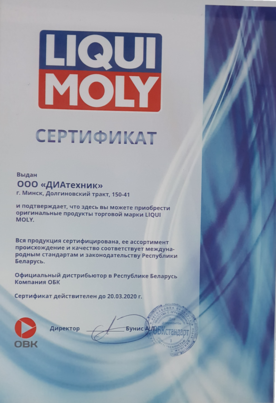 LIQUI
MOLY
СЕРТИФИКАТ
Выдан
ООО «ДИАтехник»
г. Минск, Долгиновский тракт, 150-41
и подтверждает, что здесь вы можете приобрести
оригинальные продукты торговой марки LIQUI
MOLY.
Вся продукция сертифицирована, ее ассортимент
происхождение и качество соответствует междуна-
родным стандартам и законодательству Республики
Беларусь.
Официальный дистрибьютор в Республике Беларусь
Компания ОБК
Сертификат действителен до 20.03.2020 г.
Директор Бунис
ОВК